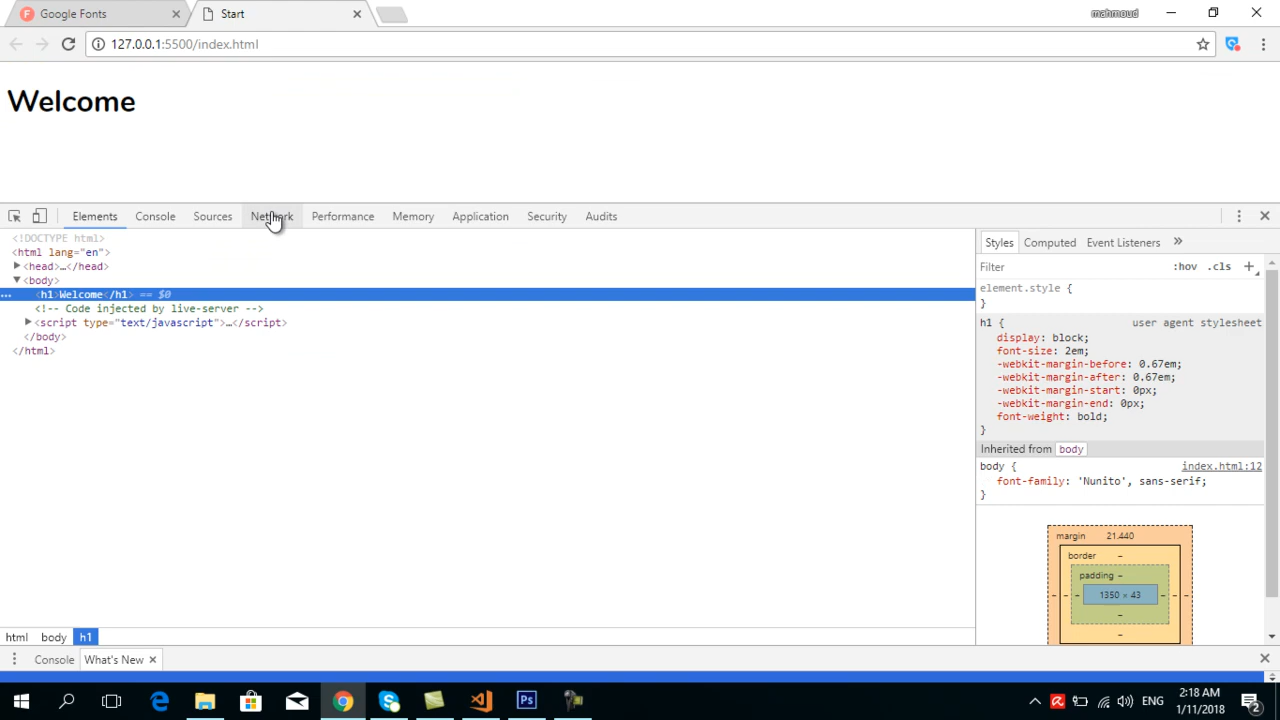 Google Fonts
Start
mahmoud
127.0.0.1:5500/index.html
Welcome
Elements Console Sources Network Performance Memory Application Security Audits
<!DOCTYPE html>
<html lang="en">
<head>…</head>
<body>
<h1>Welcome</h1> == $0
<!-- Code injected by live-server -->
<script type="text/javascript">…</script>
</body>
</html>
Styles Computed Event Listeners »
Filter :hov .cls +
element.style {
}
h1 { user agent stylesheet
display: block;
font-size: 2em;
-webkit-margin-before: 0.67em;
-webkit-margin-after: 0.67em;
-webkit-margin-start: 0px;
-webkit-margin-end: 0px;
font-weight: bold;
}
Inherited from body
body { index.html:12
font-family: 'Nunito', sans-serif;
}
margin 21.440
border –
padding –
– – – 1350 × 43 – – –
–
–
html body h1
Console What's New
ENG
2:18 AM
1/11/2018
2